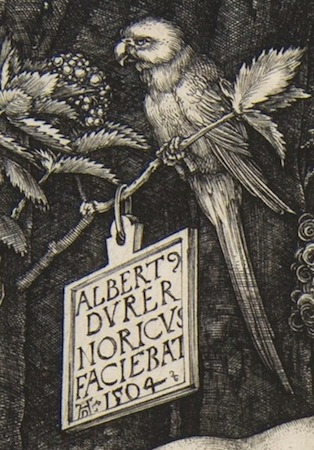 ALBERTꝰ
DVRER
NORICVS
FACIEBAT
AD 1504